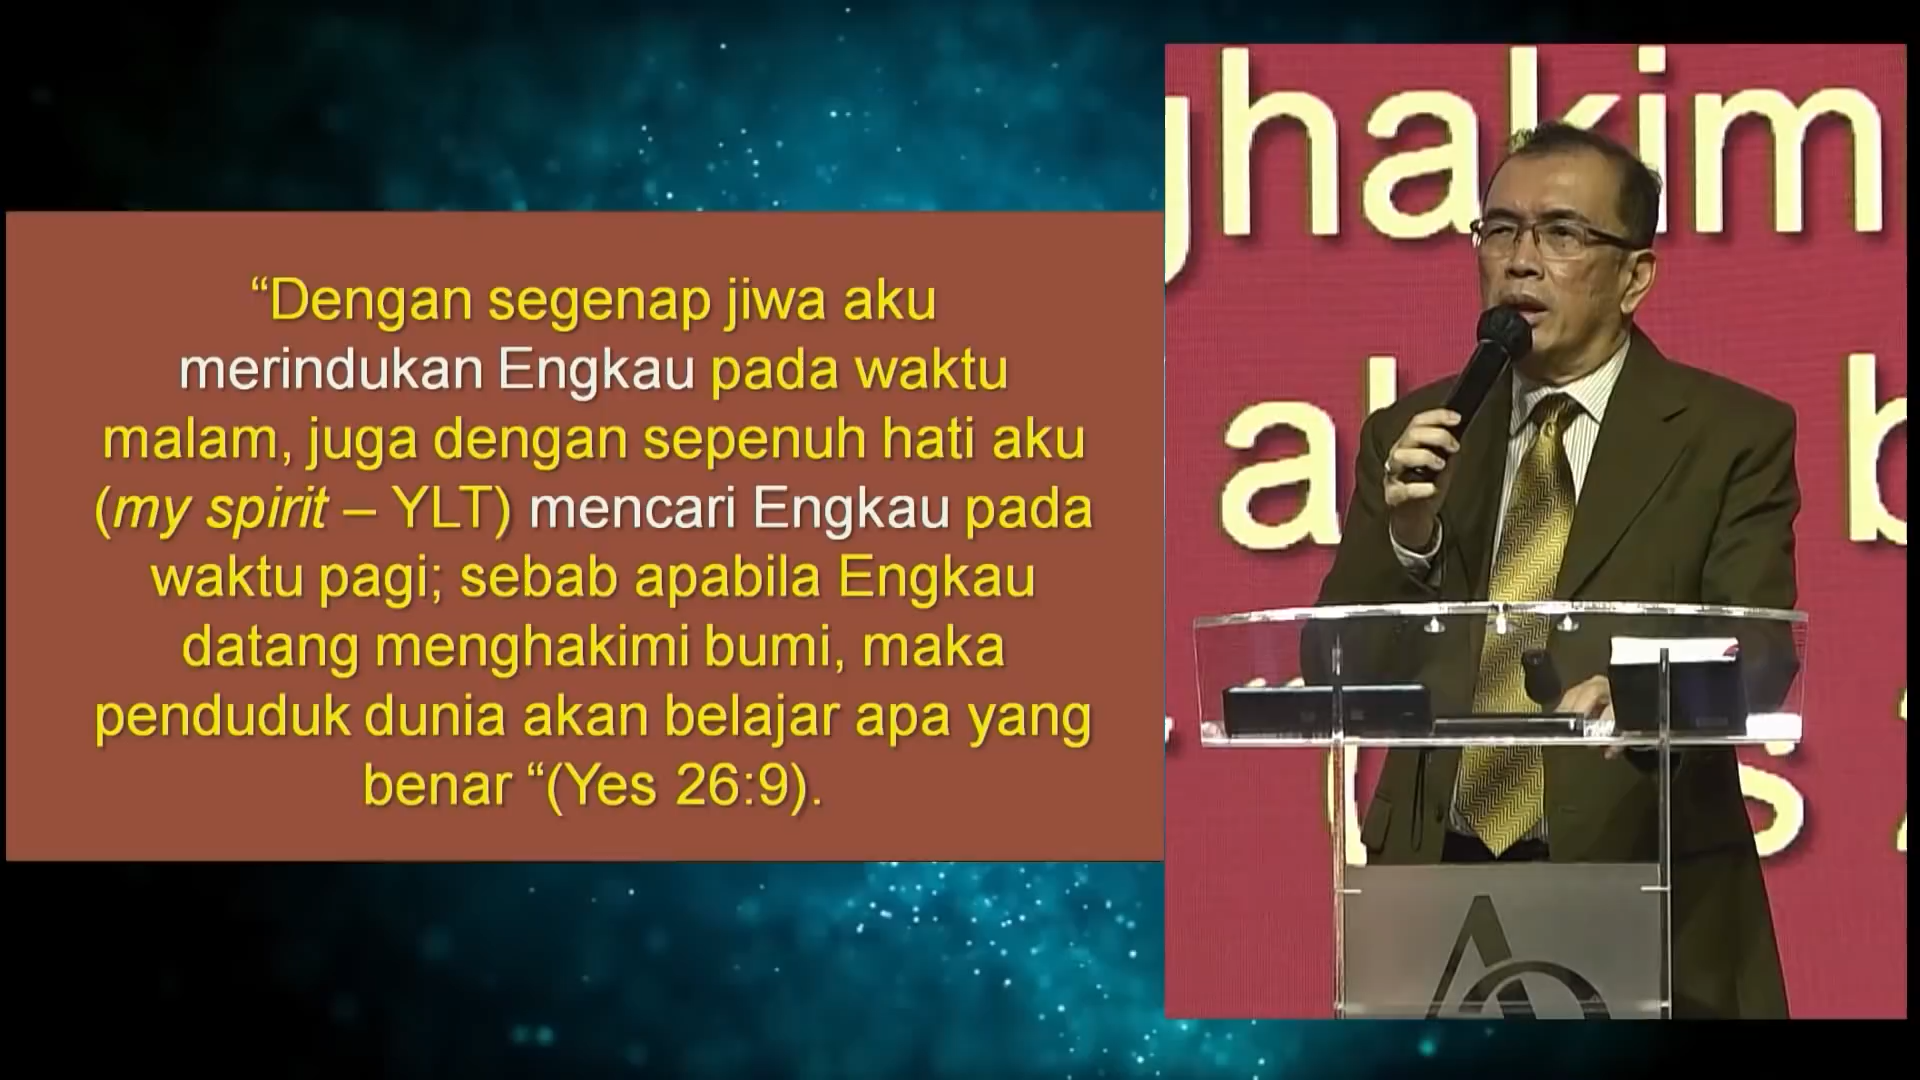 “Dengan segenap jiwa aku
merindukan Engkau pada waktu
malam, juga dengan sepenuh hati aku
(my spirit – YLT) mencari Engkau pada
waktu pagi; sebab apabila Engkau
datang menghakimi bumi, maka
penduduk dunia akan belajar apa yang
benar “(Yes 26:9).
ghakim
a b
s